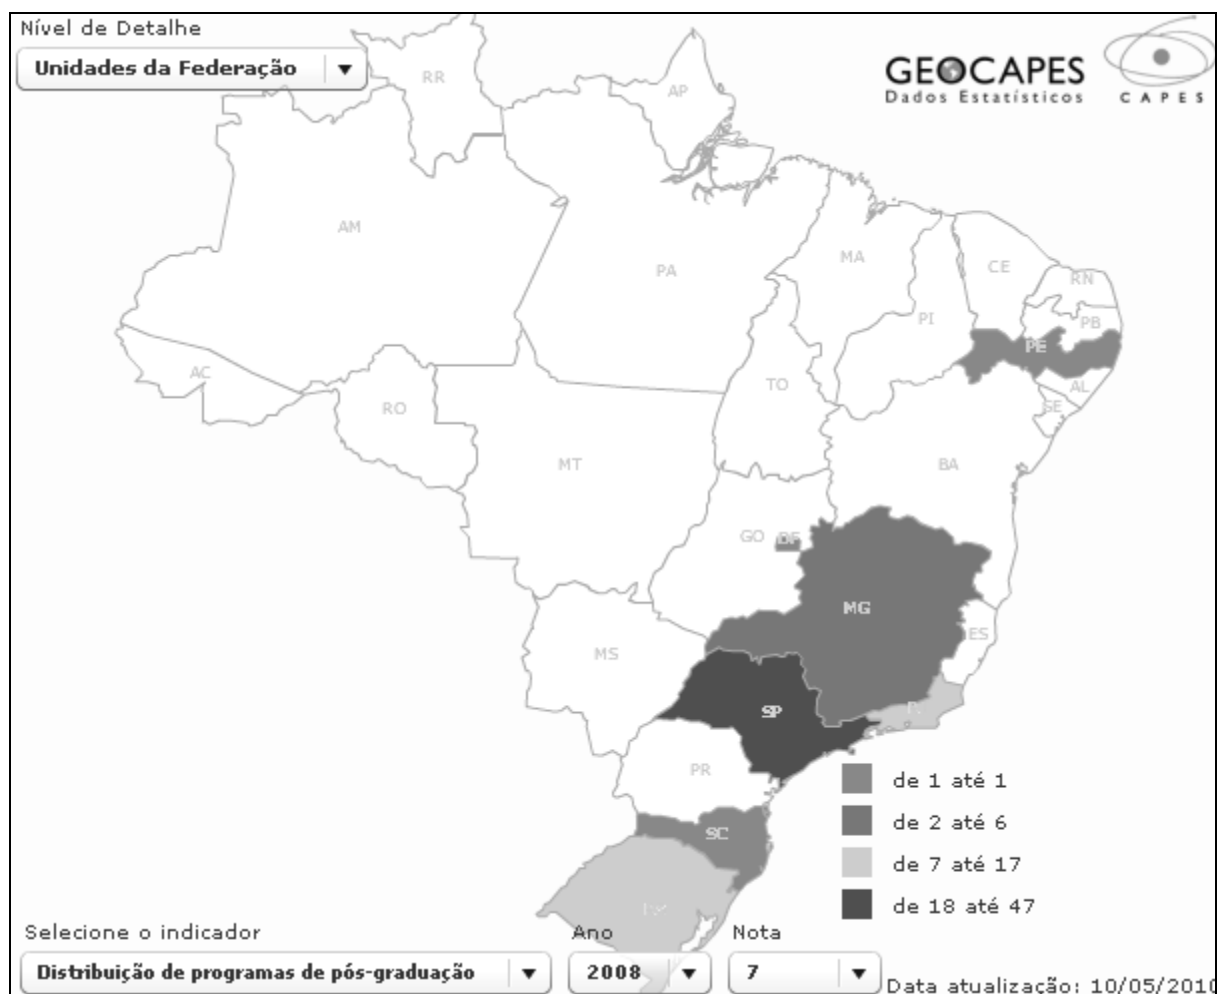 Nível de Detalhe
Unidades da Federação
GEOCAPES
Dados Estatísticos
CAPES
RR
AP
AM
PA
MA
CE
RN
PI
PB
PE
AC
AL
TO
RO
SE
MT
BA
GO
DF
MG
ES
MS
SP
PR
SC
de 1 até 1
de 2 até 6
de 7 até 17
de 18 até 47
Selecione o indicador
Ano
Nota
Distribuição de programas de pós-graduação
2008
7
Data atualização: 10/05/2010